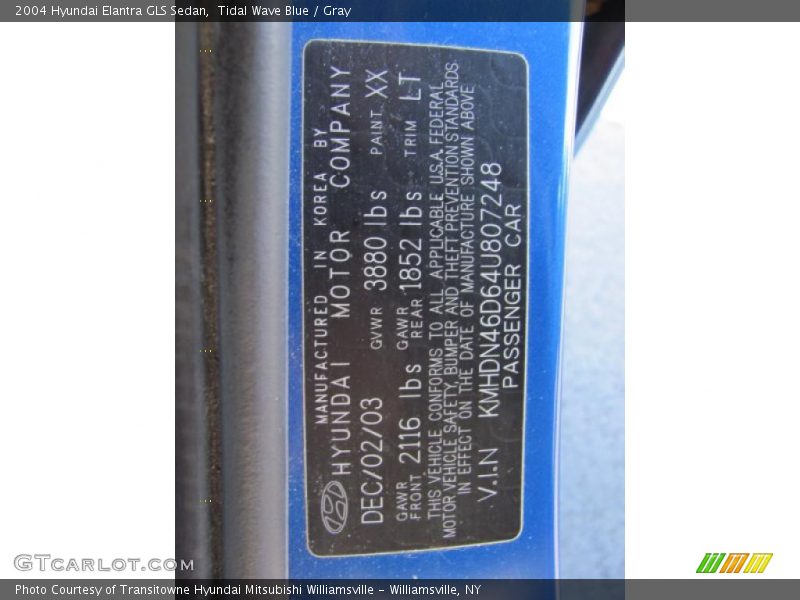 2004 Hyundai Elantra GLS Sedan,  Tidal Wave Blue / Gray
MANUFACTURED IN KOREA BY
HYUNDAI MOTOR COMPANY
DEC/02/03 GVWR 3880 lbs PAINT XX
GAWR FRONT 2116 lbs GAWR REAR 1852 lbs TRIM LT
THIS VEHICLE CONFORMS TO ALL APPLICABLE U.S.A. FEDERAL
MOTOR VEHICLE SAFETY, BUMPER AND THEFT PREVENTION STANDARDS
IN EFFECT ON THE DATE OF MANUFACTURE SHOWN ABOVE
V.I.N KMHDN46D64U807248
PASSENGER CAR
GTCarlot.com
Photo Courtesy of Transitowne Hyundai Mitsubishi Williamsville – Williamsville, NY